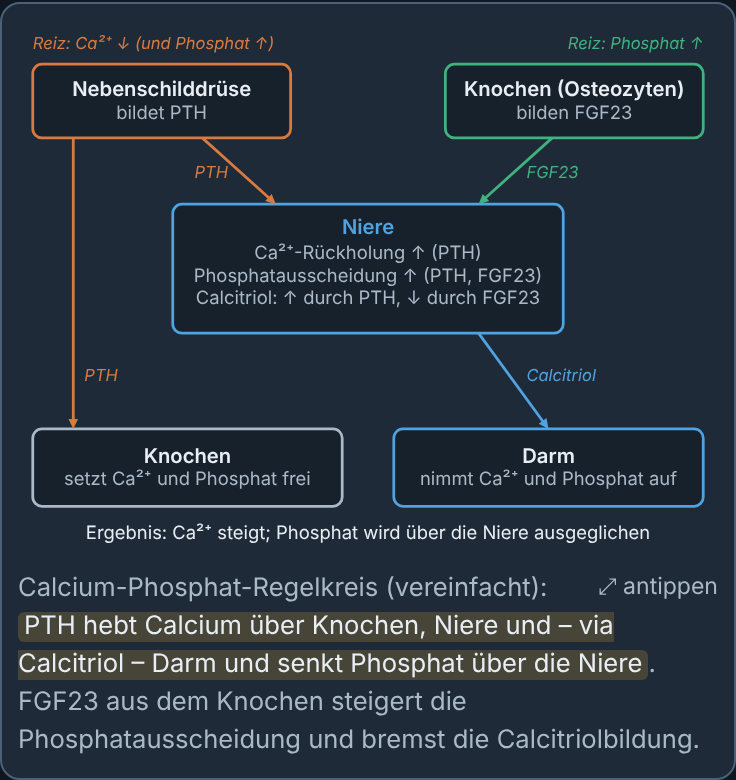 Reiz: Ca²⁺ ↓ (und Phosphat ↑)
Reiz: Phosphat ↑
Nebenschilddrüse
bildet PTH
Knochen (Osteozyten)
bilden FGF23
PTH
FGF23
Niere
Ca²⁺-Rückholung ↑ (PTH)
Phosphatausscheidung ↑ (PTH, FGF23)
Calcitriol: ↑ durch PTH, ↓ durch FGF23
PTH
Calcitriol
Knochen
setzt Ca²⁺ und Phosphat frei
Darm
nimmt Ca²⁺ und Phosphat auf
Ergebnis: Ca²⁺ steigt; Phosphat wird über die Niere ausgeglichen
Calcium-Phosphat-Regelkreis (vereinfacht):
⤢ antippen
PTH hebt Calcium über Knochen, Niere und – via
Calcitriol – Darm und senkt Phosphat über die Niere.
FGF23 aus dem Knochen steigert die
Phosphatausscheidung und bremst die Calcitriolbildung.